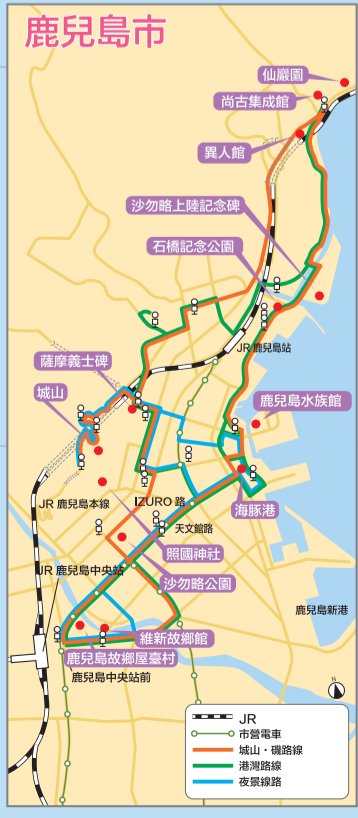 鹿兒島市
仙巖園
尚古集成館
異人館
沙勿略上陸記念碑
石橋記念公園
JR 鹿兒島站
薩摩義士碑
城山
鹿兒島水族館
JR 鹿兒島本線
IZURO 路
海豚港
天文館路
照國神社
JR 鹿兒島中央站
沙勿略公園
鹿兒島新港
維新故鄉館
鹿兒島故鄉屋臺村
鹿兒島中央站前
N
JR
市營電車
城山・磯路線
港灣路線
夜景線路